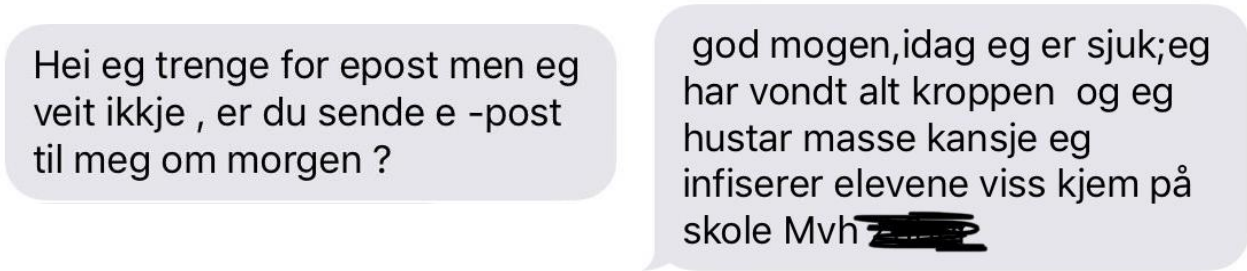 Hei eg trenge for epost men eg
veit ikkje , er du sende e -post
til meg om morgen ?
god mogen,idag eg er sjuk;eg
har vondt alt kroppen og eg
hustar masse kansje eg
infiserer elevene viss kjem på
skole Mvh